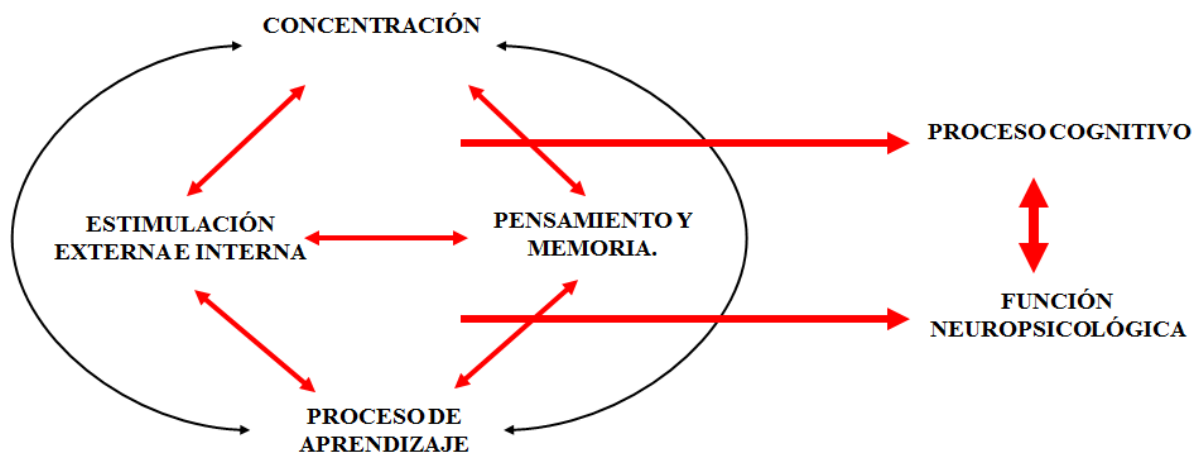 CONCENTRACIÓN
PROCESO COGNITIVO
ESTIMULACIÓN
EXTERNA E INTERNA
PENSAMIENTO Y
MEMORIA.
FUNCIÓN
NEUROPSICOLÓGICA
PROCESO DE
APRENDIZAJE